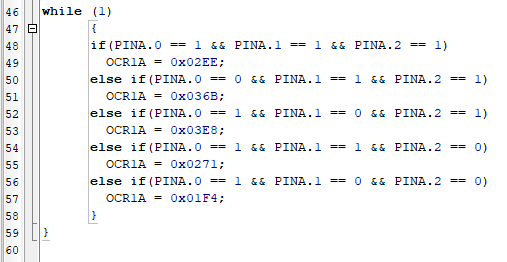 46 while (1)
47 {
48 if(PINA.0 == 1 && PINA.1 == 1 && PINA.2 == 1)
49 OCR1A = 0x02EE;
50 else if(PINA.0 == 0 && PINA.1 == 1 && PINA.2 == 1)
51 OCR1A = 0x036B;
52 else if(PINA.0 == 1 && PINA.1 == 0 && PINA.2 == 1)
53 OCR1A = 0x03E8;
54 else if(PINA.0 == 1 && PINA.1 == 1 && PINA.2 == 0)
55 OCR1A = 0x0271;
56 else if(PINA.0 == 1 && PINA.1 == 0 && PINA.2 == 0)
57 OCR1A = 0x01F4;
58 }
59 }
60